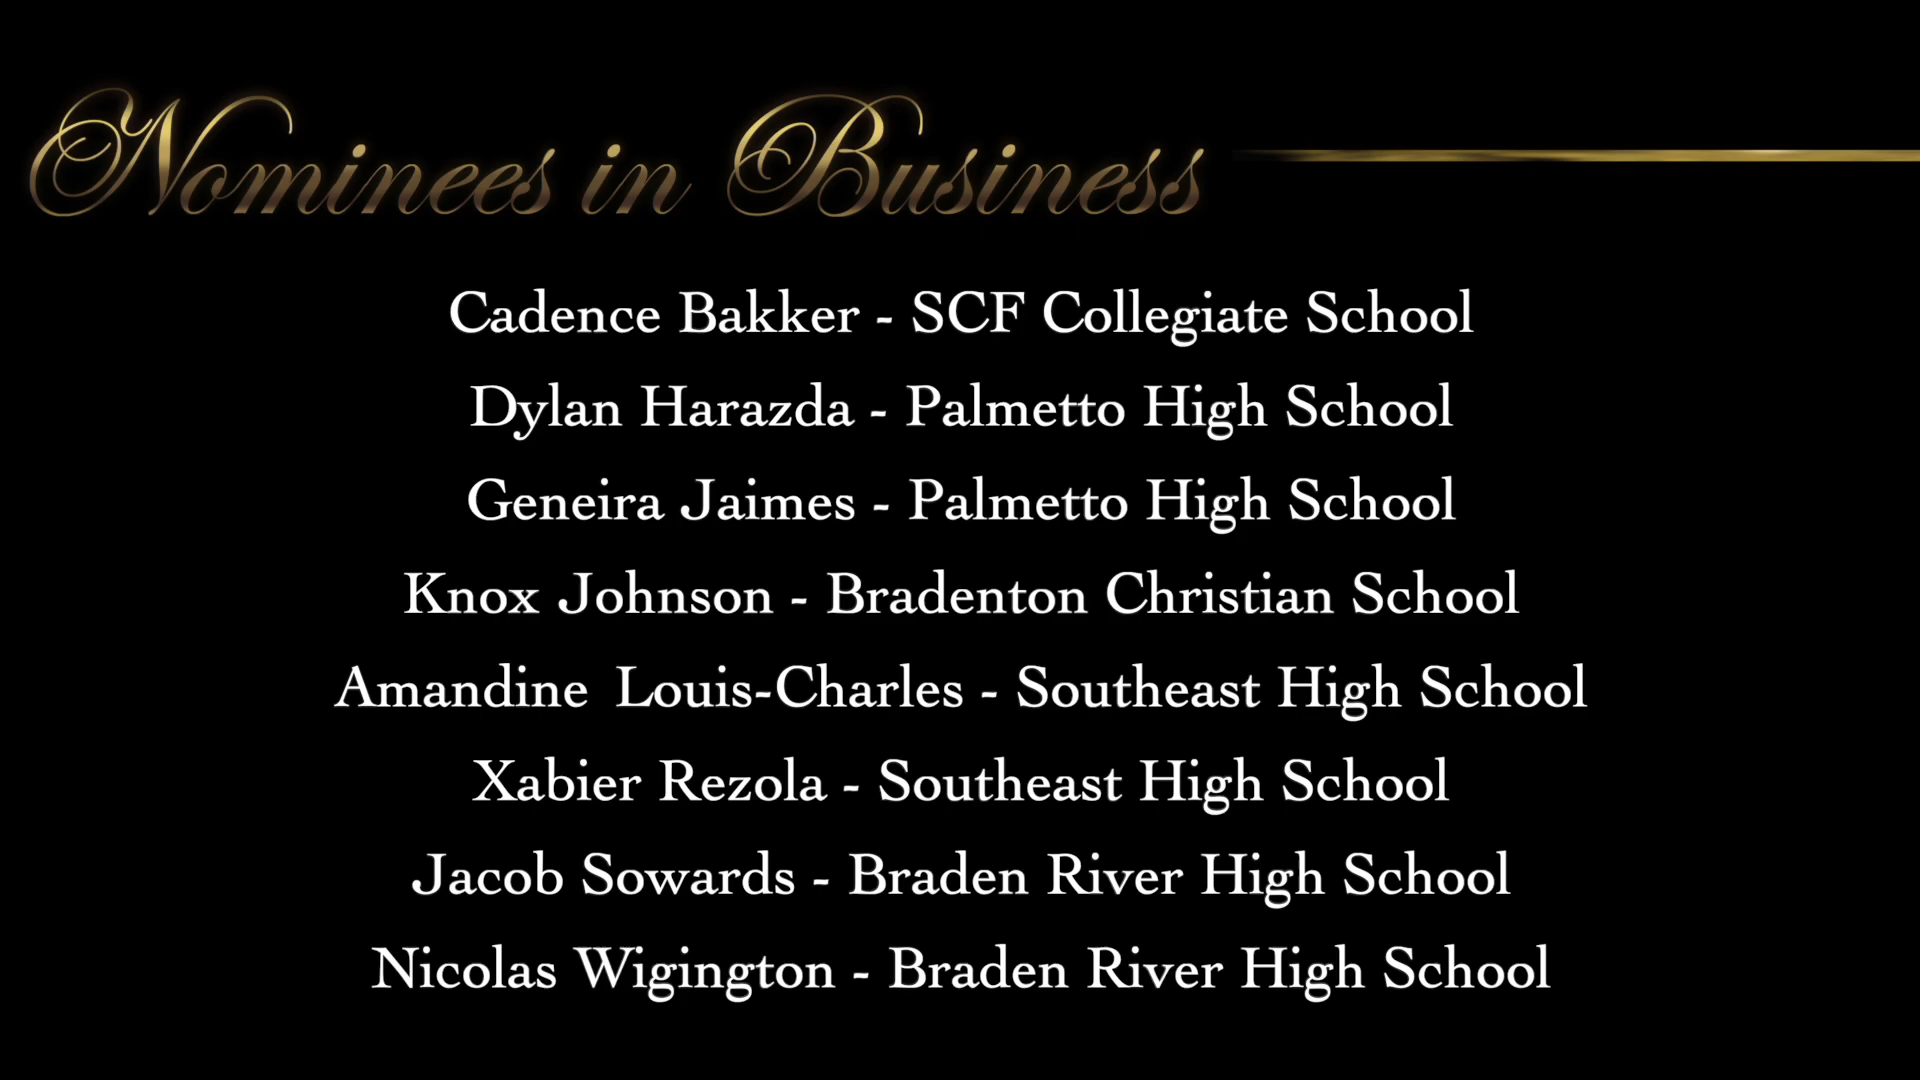 Nominees in Business
Cadence Bakker - SCF Collegiate School
Dylan Harazda - Palmetto High School
Geneira Jaimes - Palmetto High School
Knox Johnson - Bradenton Christian School
Amandine Louis-Charles - Southeast High School
Xabier Rezola - Southeast High School
Jacob Sowards - Braden River High School
Nicolas Wigington - Braden River High School